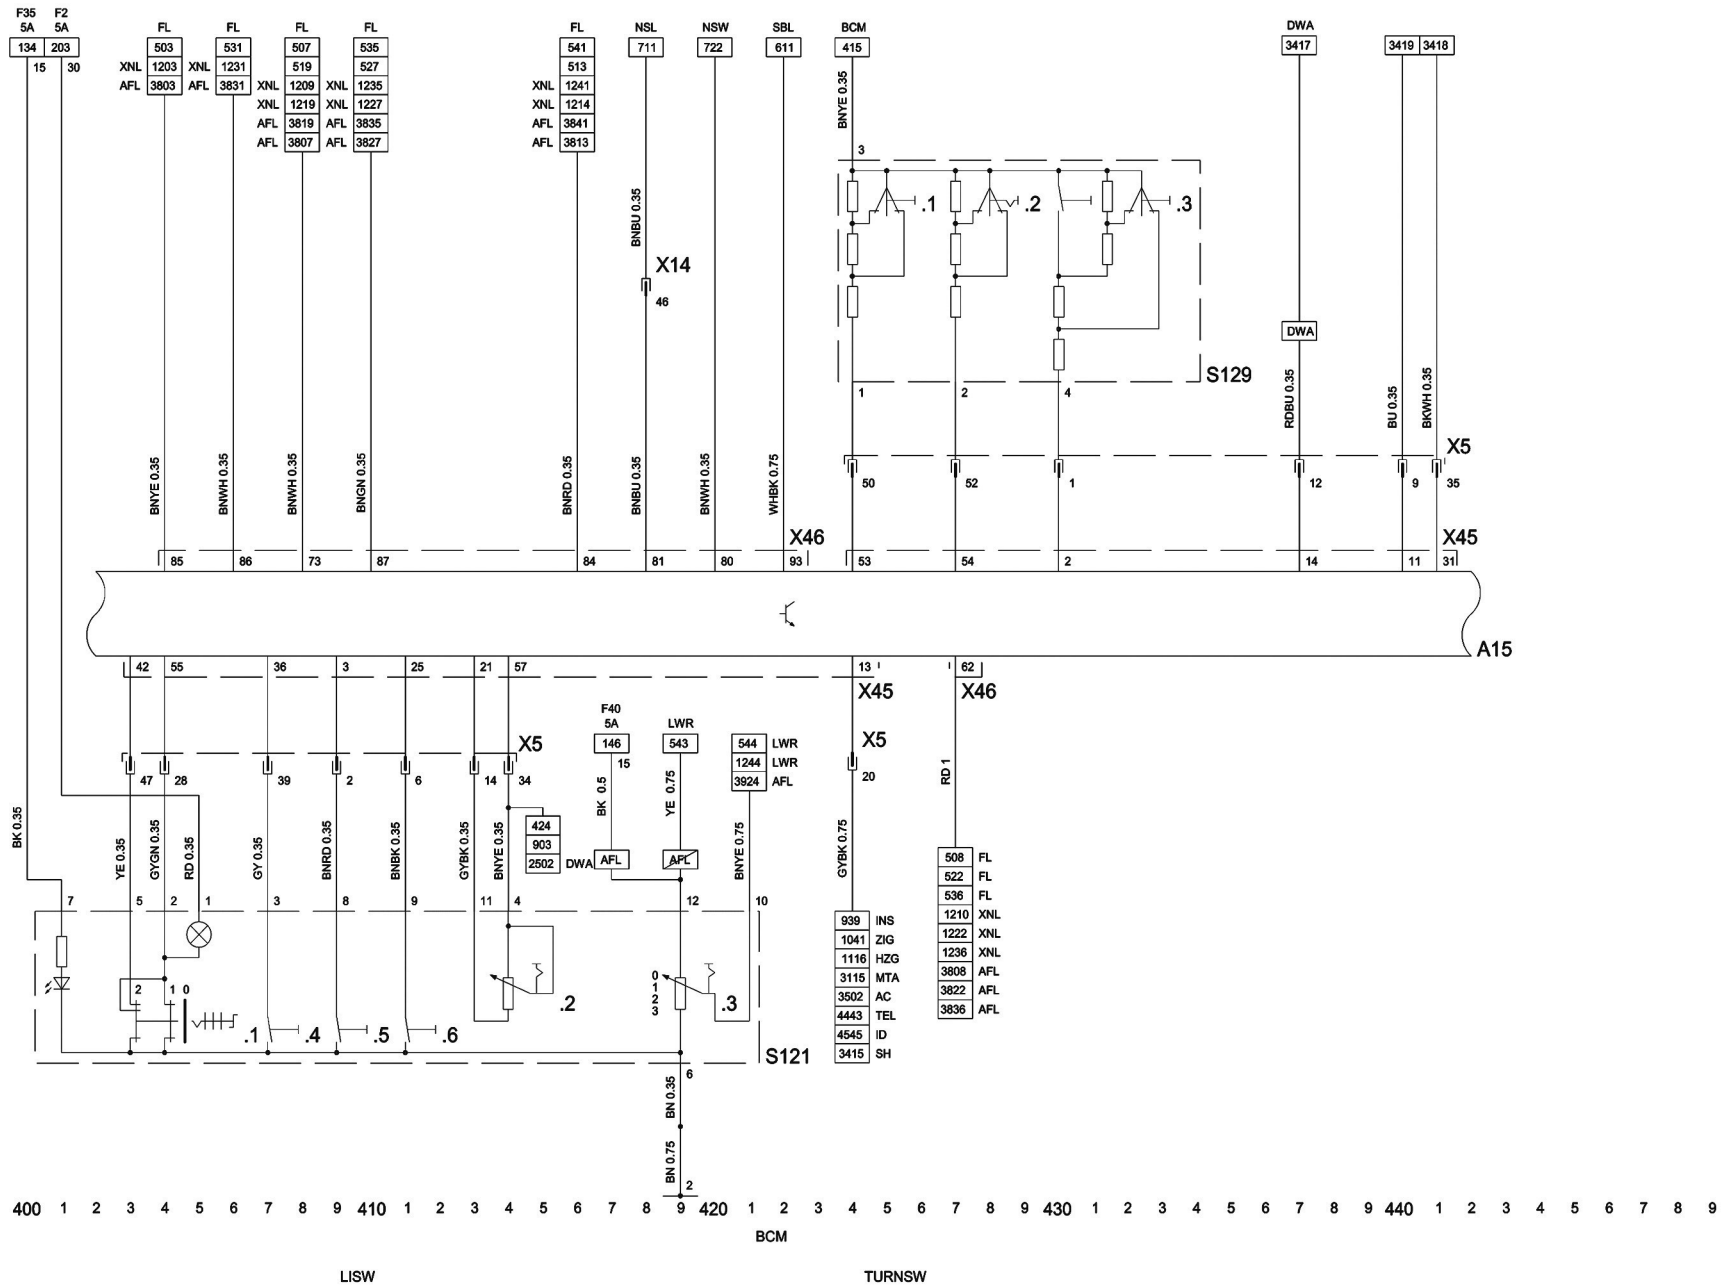 F35 F2
5A 5A FL FL FL FL FL NSL NSW SBL BCM DWA
134 203 503 531 507 535 541 711 722 611 415 3417 3419 3418
15 30 XNL 1203 XNL 1231 519 527 513
AFL 3803 AFL 3831 XNL 1209 XNL 1235 XNL 1241
XNL 1219 XNL 1227 XNL 1214
AFL 3819 AFL 3835 AFL 3841
AFL 3807 AFL 3827 AFL 3813
BNYE 0.35
3
BNBU 0.35
.1 .2 .3
X14
46
DWA
S129
1 2 4
RDBU 0.35 BU 0.35 BKWH 0.35
X5
50 52 1 12 9 35
BNYE 0.35 BNWH 0.35 BNWH 0.35 BNGN 0.35 BNRD 0.35 BNBU 0.35 BNWH 0.35 WHBK 0.75
X46 X45
85 86 73 87 84 81 80 93 53 54 2 14 11 31
A15
42 55 36 3 25 21 57 13 62
X45 X46
F40
5A LWR
X5 146 543 544 LWR X5
15 1244 LWR
47 28 39 2 6 14 34 3924 AFL 20
BK 0.5 YE 0.75 RD 1
424
903
2502 DWA AFL AFL
BK 0.35 YE 0.35 GYGN 0.35 RD 0.35 GY 0.35 BNRD 0.35 BNBK 0.35 GYBK 0.35 BNYE 0.35 BNYE 0.75 GYBK 0.75
508 FL
522 FL
536 FL
7 5 2 1 3 8 9 11 4 12 10
939 INS 1210 XNL
1041 ZIG 1222 XNL
1116 HZG 1236 XNL
3115 MTA 3808 AFL
3502 AC 3822 AFL
4443 TEL 3836 AFL
4545 ID
3415 SH
0
1
2
3
2 1 0 .2 .3
.1 .4 .5 .6
S121
6
BN 0.35
BN 0.75
2
400 1 2 3 4 5 6 7 8 9 410 1 2 3 4 5 6 7 8 9 420 1 2 3 4 5 6 7 8 9 430 1 2 3 4 5 6 7 8 9 440 1 2 3 4 5 6 7 8 9
BCM
LISW TURNSW